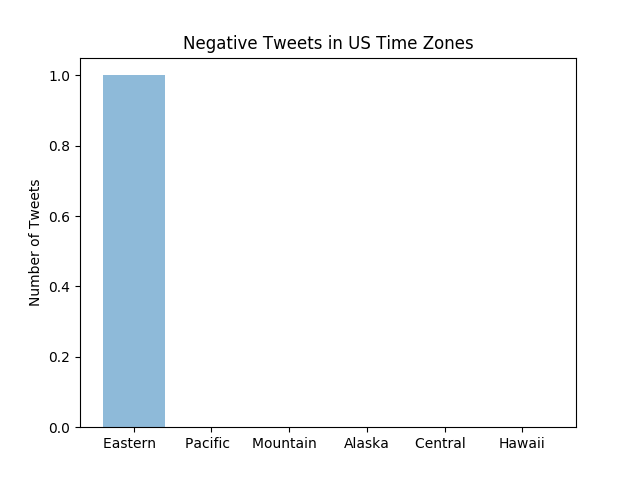 Negative Tweets in US Time Zones
Number of Tweets
1.0
0.8
0.6
0.4
0.2
0.0
Eastern Pacific Mountain Alaska Central Hawaii